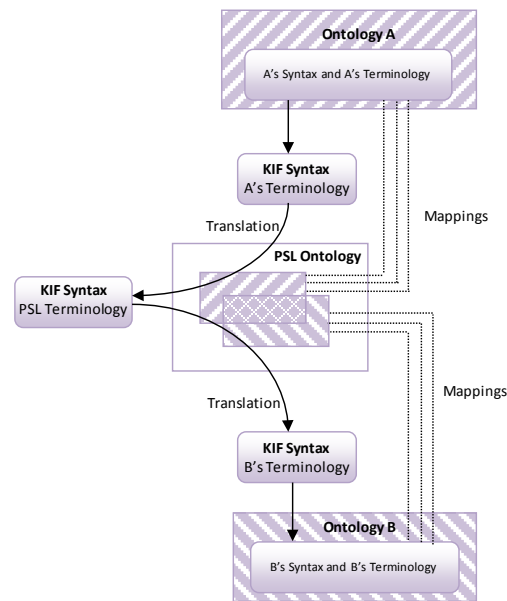 Ontology A
A's Syntax and A's Terminology
KIF Syntax
A's Terminology
Translation
Mappings
PSL Ontology
KIF Syntax
PSL Terminology
Mappings
Translation
KIF Syntax
B's Terminology
Ontology B
B's Syntax and B's Terminology